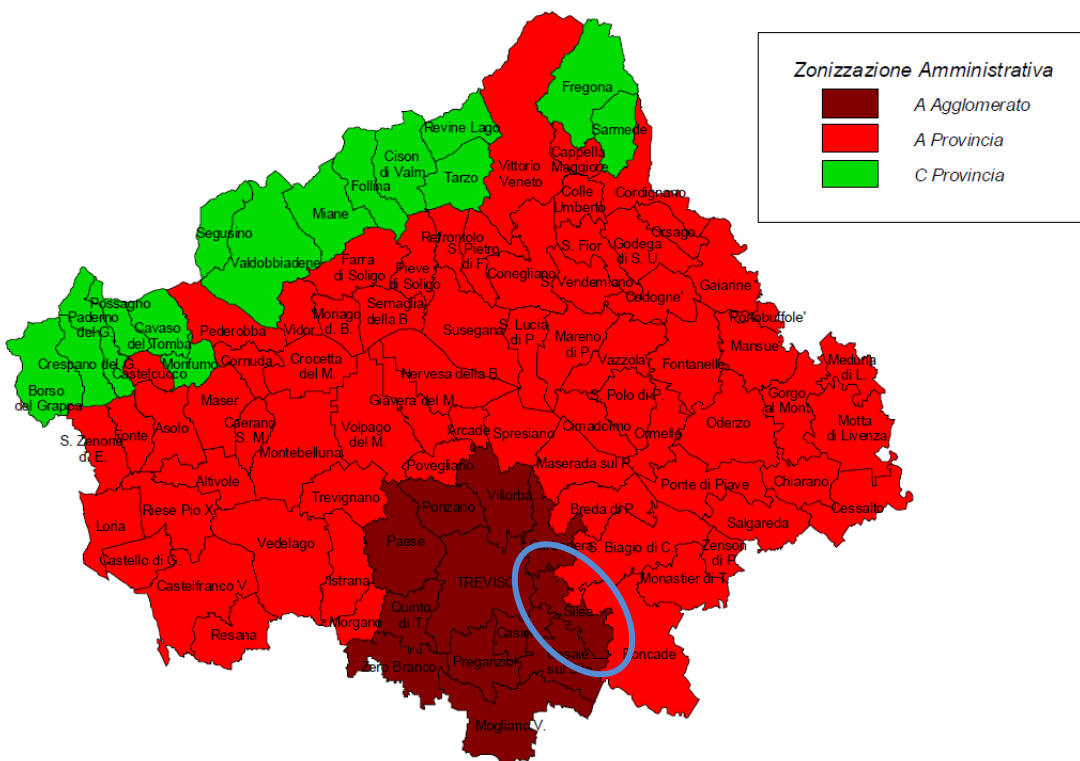 Zonizzazione Amministrativa
A Agglomerato
A Provincia
C Provincia
Fregona
Sarmede
Revine Lago
Cison
di Valm
Tarzo
Follina
Miane
Segusino
Valdobbiadene
Vittorio
Veneto
Cappella
Maggiore
Colle
Umberto
Cordignano
Orsago
S. Fior
Godega
di S. U.
Gaiarine
Refrontolo
S. Pietro
di F.
Conegliano
S. Vendemiano
Codogne'
Portobuffole'
Farra
di Soligo
Pieve
di Soligo
Sernaglia
della B.
Moriago
d. B.
Vidor
Pederobba
Possagno
Paderno
del G.
Cavaso
del Tomba
Crespano del G.
Castelcucco
Monfumo
Borso
del Grappa
Cornuda
Crocetta
del M.
Susegana
S. Lucia
di P.
Mareno
di P.
Vazzola
Fontanelle
Mansue'
Meduna
di L.
Nervesa della B.
Giavera del M.
S. Polo di P.
Gorgo
al Mont.
Motta
di Livenza
Oderzo
Ormelle
Cimadolmo
Maser
Caerano
S. M.
Asolo
Fonte
S. Zenone
d. E.
Volpago
del M.
Arcade
Spresiano
Montebelluna
Povegliano
Maserada sul P.
Altivole
Trevignano
Villorba
Ponte di Piave
Chiarano
Cessalto
Loria
Riese Pio X
Ponzano
Breda di P.
Salgareda
Castello di G.
Vedelago
Paese
S. Biagio di C.
Zenson
di P.
Castelfranco V.
Istrana
TREVISO
Monastier di T.
Silea
Quinto
di T.
Morgano
Resana
Casier
Casale
sul Sile
Roncade
Zero Branco
Preganziol
Mogliano V.